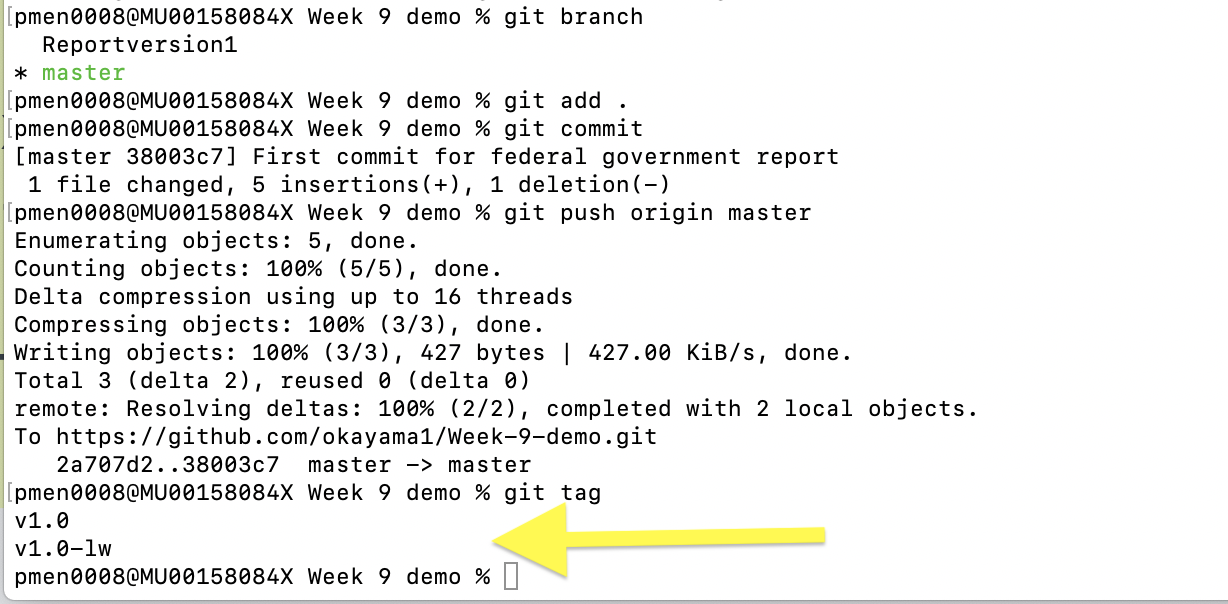 [pmen0008@MU00158084X Week 9 demo % git branch
  Reportversion1
* master
[pmen0008@MU00158084X Week 9 demo % git add .
[pmen0008@MU00158084X Week 9 demo % git commit
[master 38003c7] First commit for federal government report
 1 file changed, 5 insertions(+), 1 deletion(-)
[pmen0008@MU00158084X Week 9 demo % git push origin master
Enumerating objects: 5, done.
Counting objects: 100% (5/5), done.
Delta compression using up to 16 threads
Compressing objects: 100% (3/3), done.
Writing objects: 100% (3/3), 427 bytes | 427.00 KiB/s, done.
Total 3 (delta 2), reused 0 (delta 0)
remote: Resolving deltas: 100% (2/2), completed with 2 local objects.
To https://github.com/okayama1/Week-9-demo.git
   2a707d2..38003c7  master -> master
[pmen0008@MU00158084X Week 9 demo % git tag
v1.0
v1.0-lw
pmen0008@MU00158084X Week 9 demo %